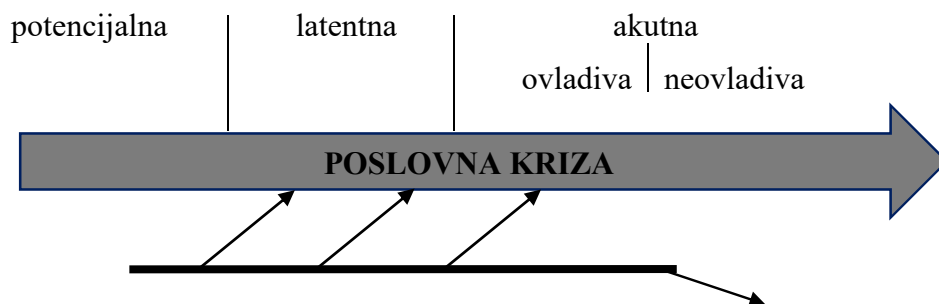 potencijalna latentna akutna
ovladiva neovladiva
POSLOVNA KRIZA